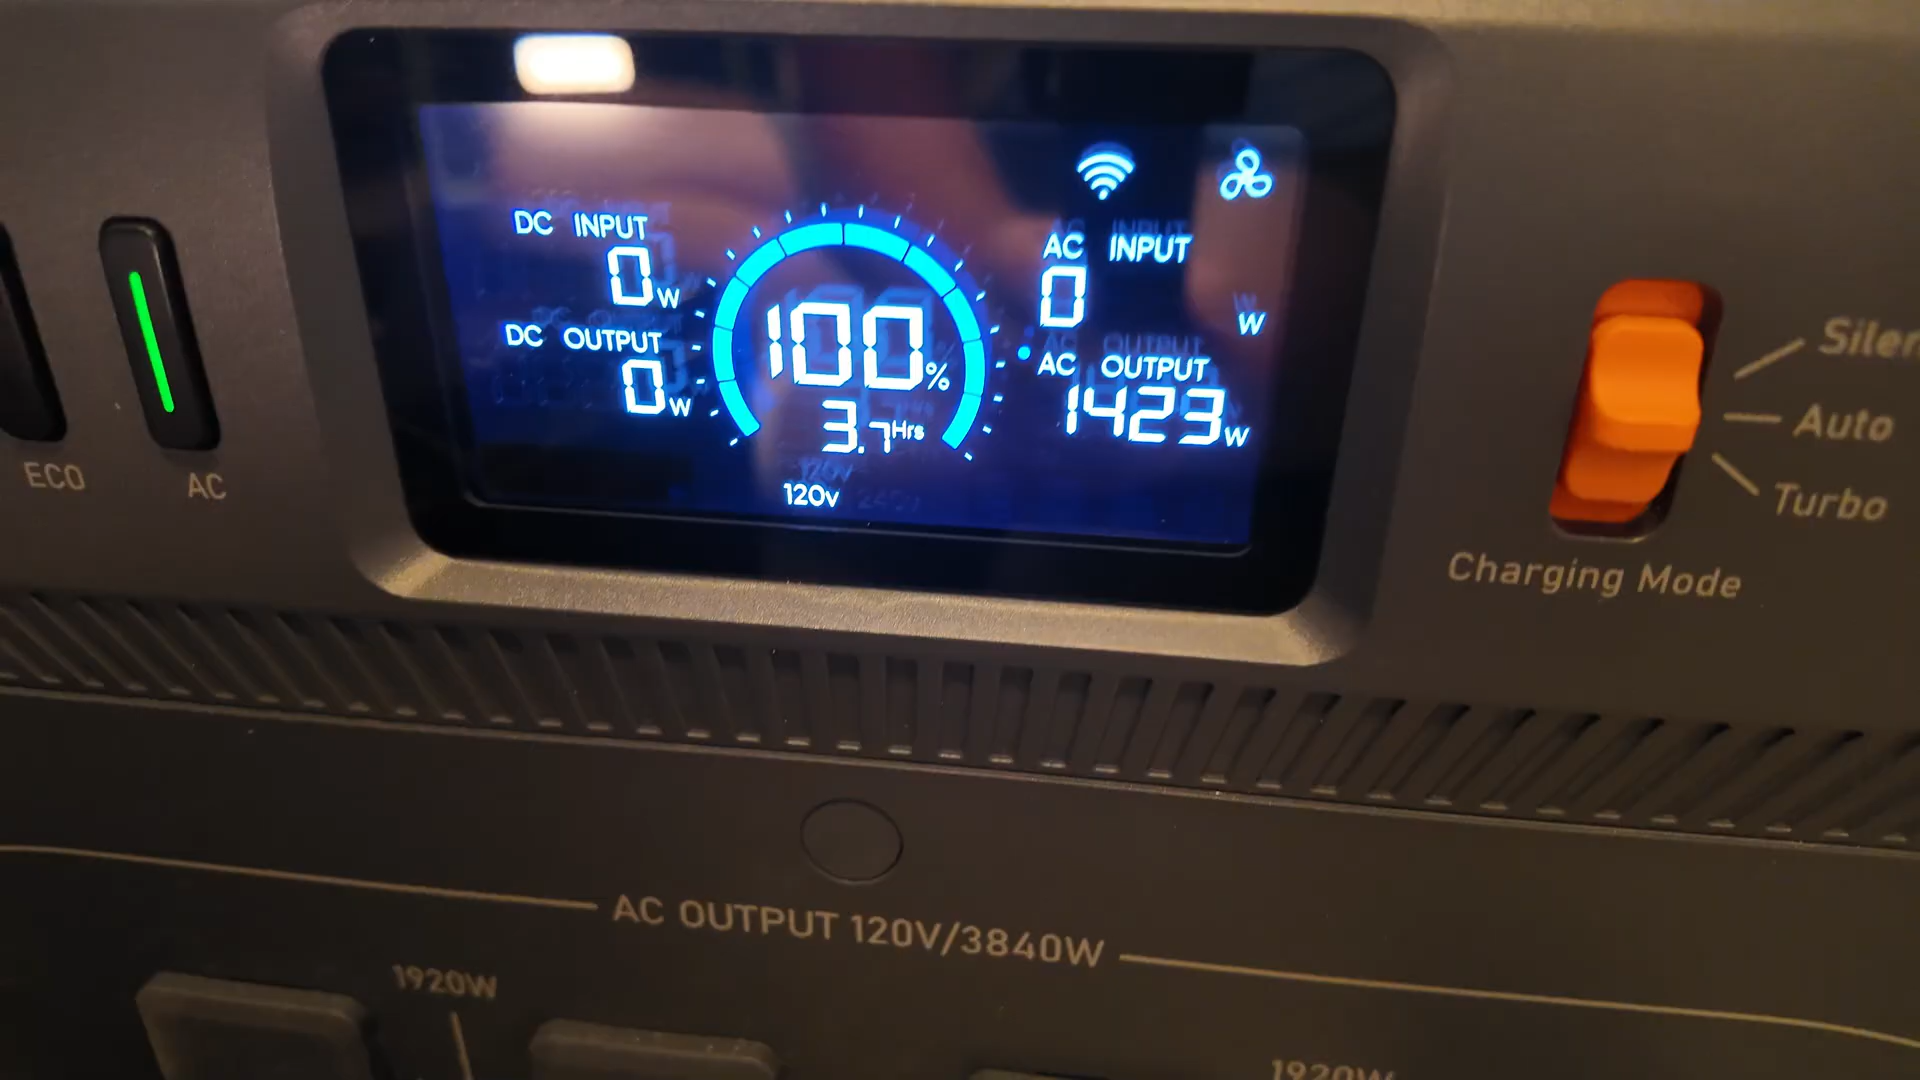 DC INPUT
0W
DC OUTPUT
0W
100%
3.7Hrs
120v
AC INPUT
0 W
AC OUTPUT
1423W
ECO
AC
Auto
Turbo
Charging Mode
AC OUTPUT 120V/3840W
1920W
1920W